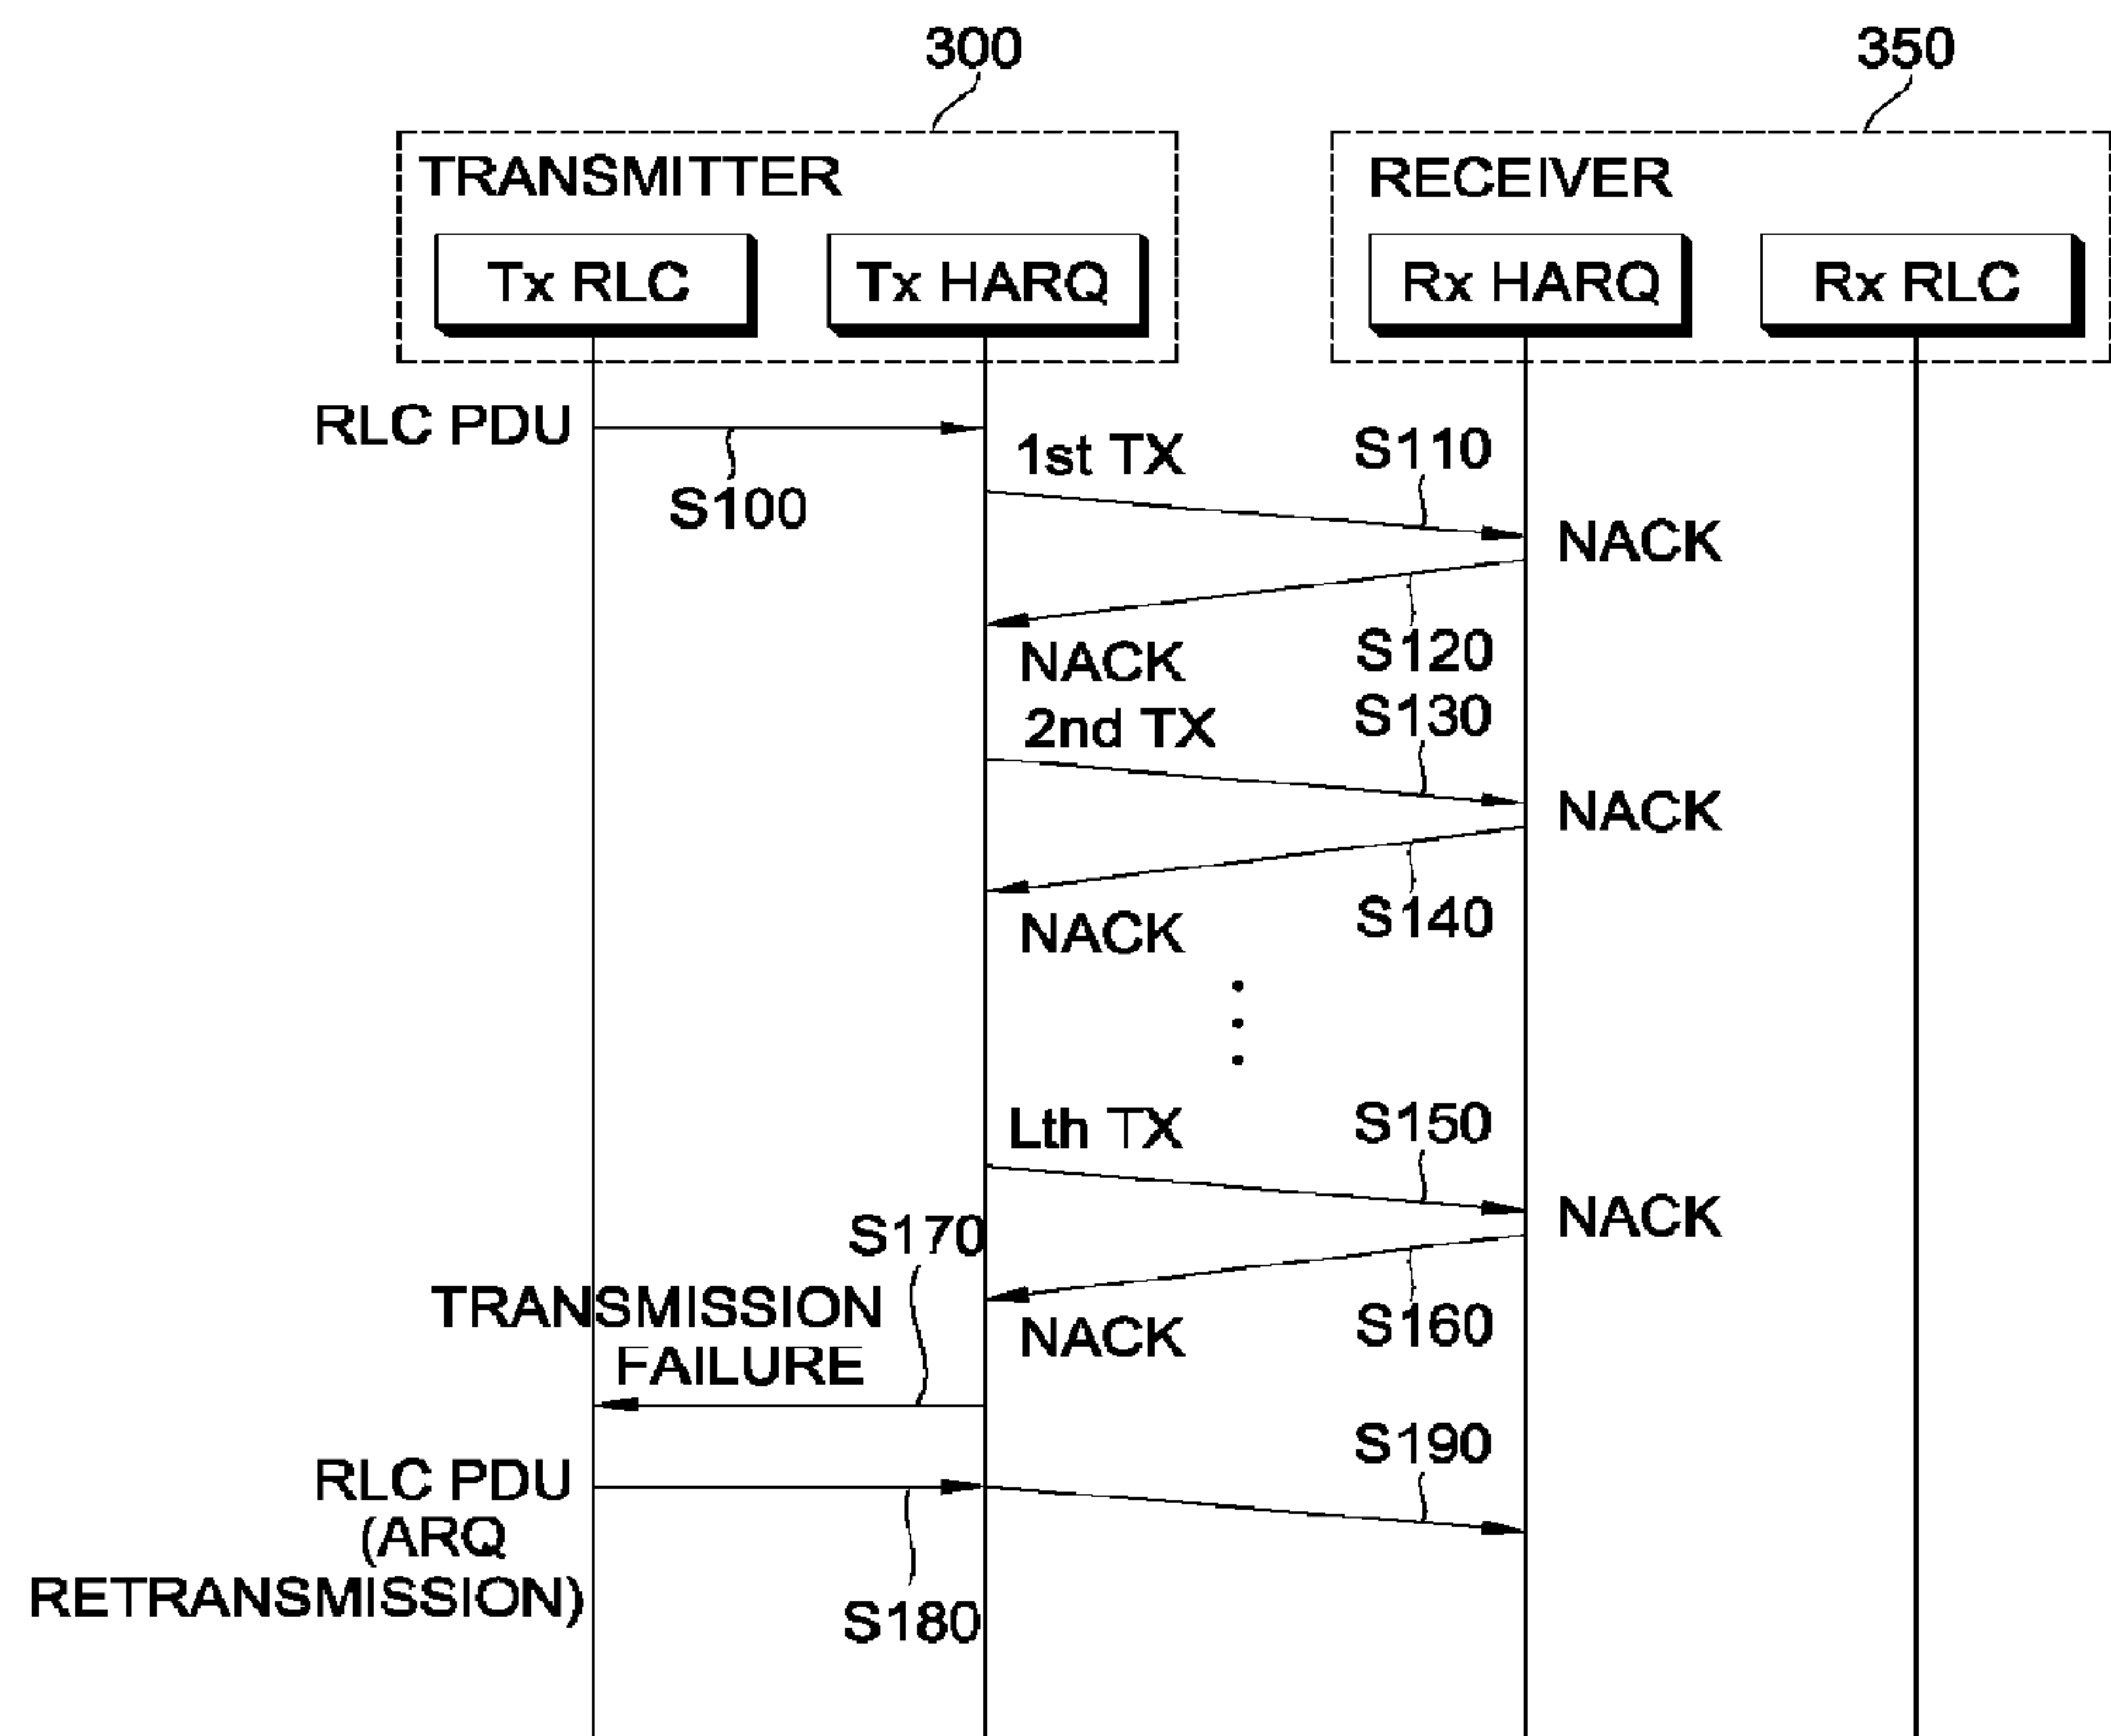 300
350
TRANSMITTER
RECEIVER
Tx RLC
Tx HARQ
Rx HARQ
Rx RLC
RLC PDU
S100
1st TX
S110
NACK
S120
NACK
2nd TX
S130
NACK
S140
NACK
Lth TX
S150
NACK
S160
NACK
S170
TRANSMISSION
FAILURE
S190
RLC PDU
(ARQ
RETRANSMISSION)
S180